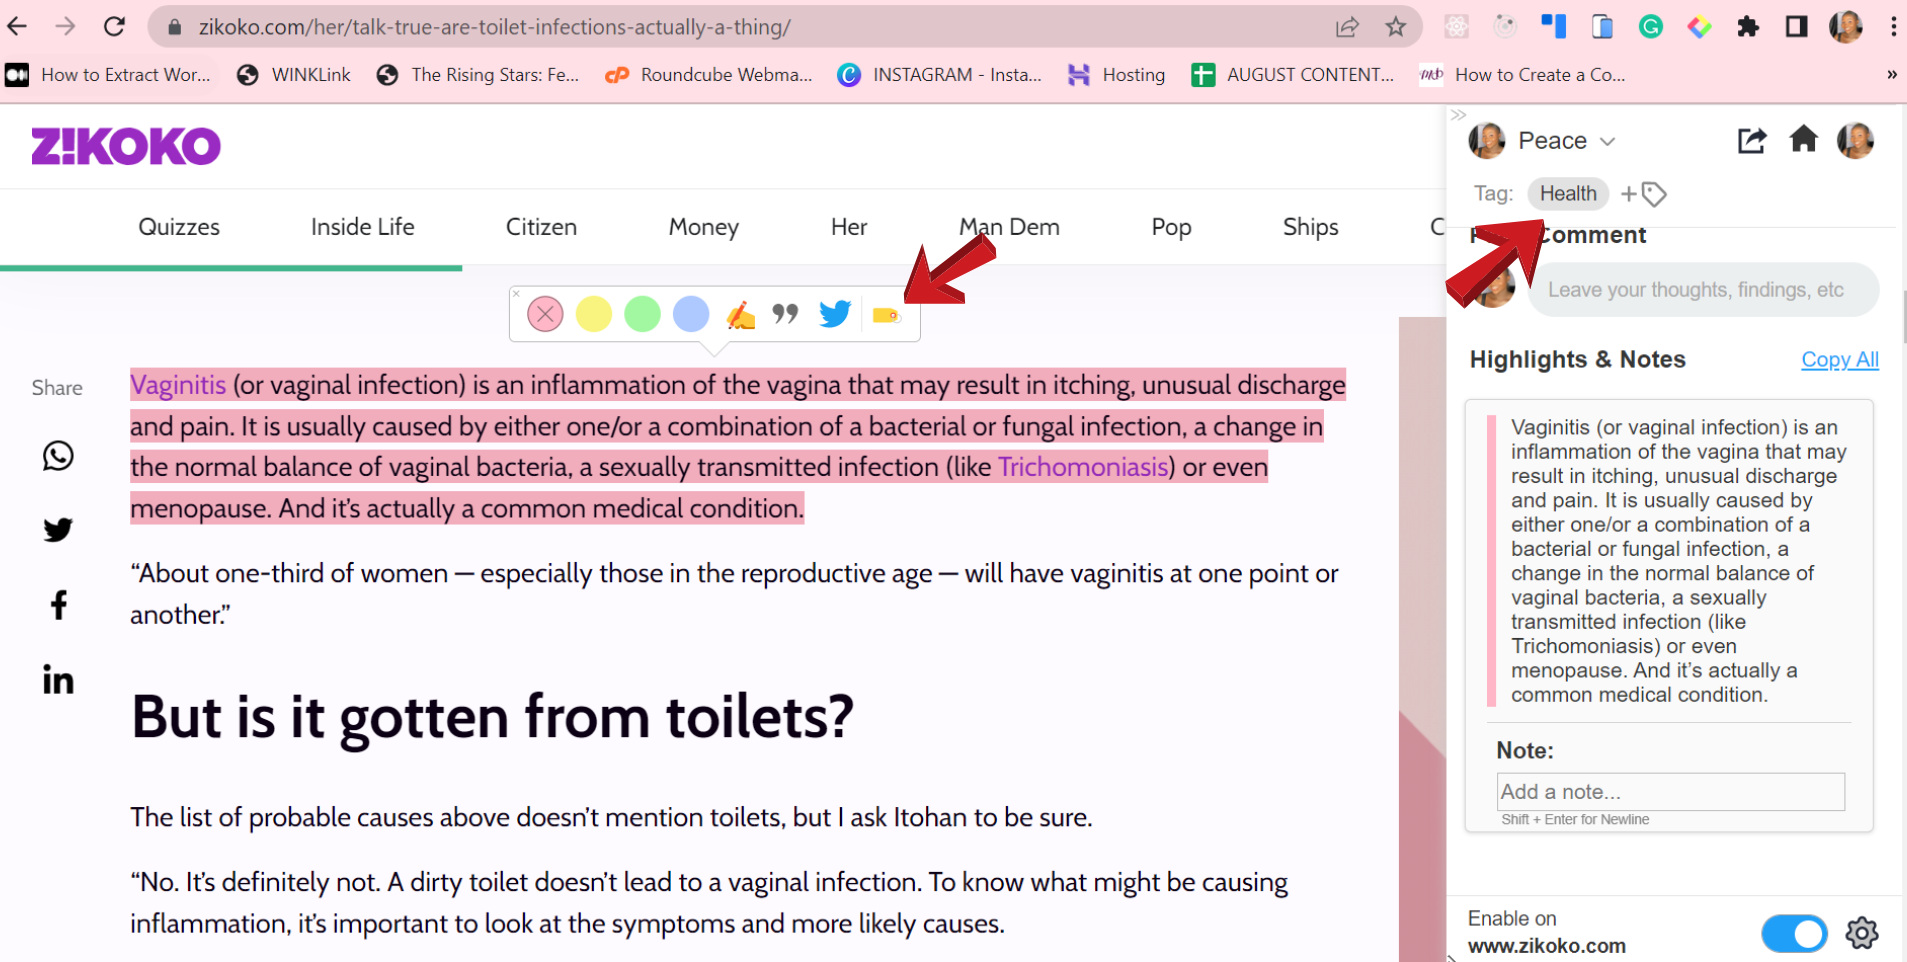 zikoko.com/her/talk-true-are-toilet-infections-actually-a-thing/
How to Extract Wor...
WINKLink
The Rising Stars: Fe...
Roundcube Webma...
INSTAGRAM - Insta...
Hosting
AUGUST CONTENT...
How to Create a Co...
Z!KOKO
Quizzes
Inside Life
Citizen
Money
Her
Man Dem
Pop
Ships
C
Share
Vaginitis (or vaginal infection) is an inflammation of the vagina that may result in itching, unusual discharge
and pain. It is usually caused by either one/or a combination of a bacterial or fungal infection, a change in
the normal balance of vaginal bacteria, a sexually transmitted infection (like Trichomoniasis) or even
menopause. And it’s actually a common medical condition.
“About one-third of women — especially those in the reproductive age — will have vaginitis at one point or
another.”
But is it gotten from toilets?
The list of probable causes above doesn’t mention toilets, but I ask Itohan to be sure.
“No. It’s definitely not. A dirty toilet doesn’t lead to a vaginal infection. To know what might be causing
inflammation, it’s important to look at the symptoms and more likely causes.
Peace
Tag:
Health
Comment
Leave your thoughts, findings, etc
Highlights & Notes
Copy All
Vaginitis (or vaginal infection) is an
inflammation of the vagina that may
result in itching, unusual discharge
and pain. It is usually caused by
either one/or a combination of a
bacterial or fungal infection, a
change in the normal balance of
vaginal bacteria, a sexually
transmitted infection (like
Trichomoniasis) or even
menopause. And it’s actually a
common medical condition.
Note:
Add a note...
Shift + Enter for Newline
Enable on
www.zikoko.com